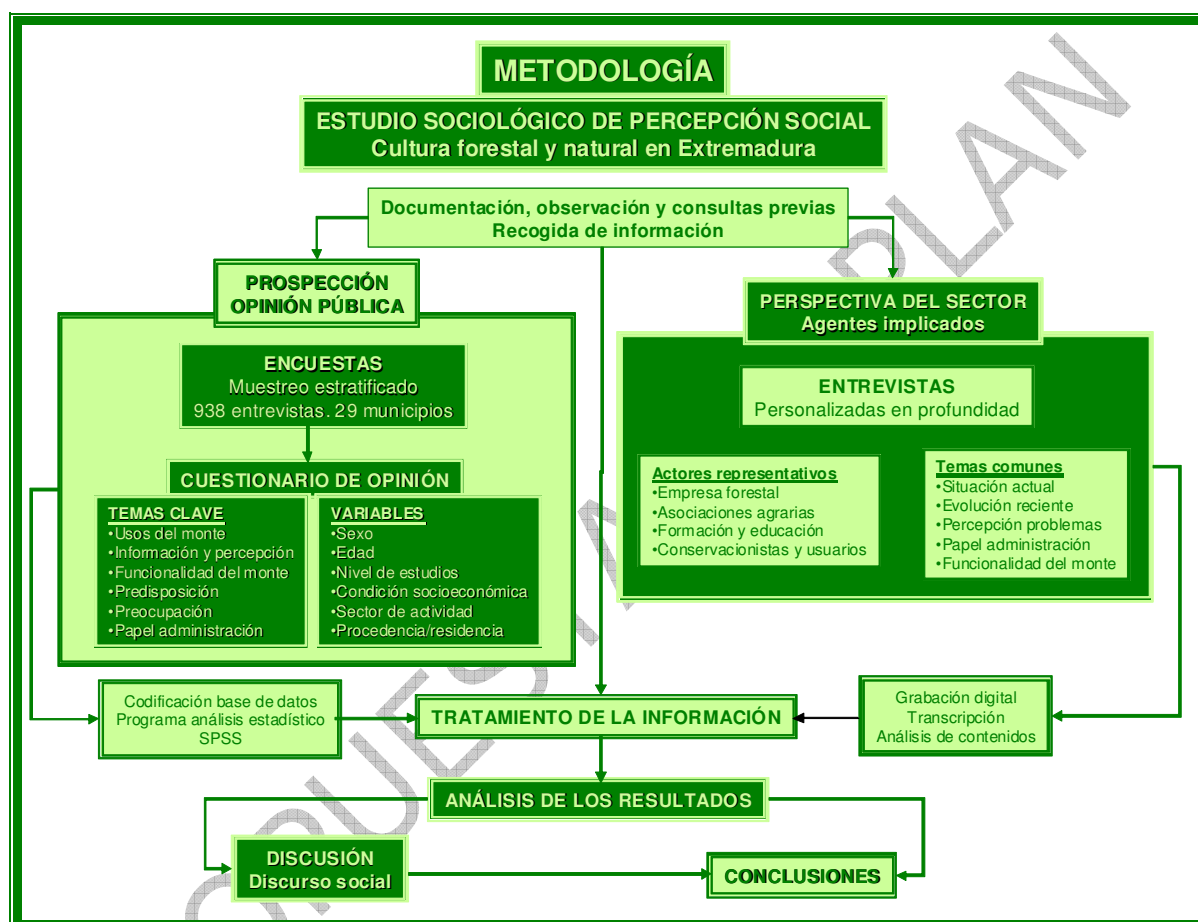 METODOLOGÍA
ESTUDIO SOCIOLÓGICO DE PERCEPCIÓN SOCIAL
Cultura forestal y natural en Extremadura
Documentación, observación y consultas previas
Recogida de información
PROSPECCIÓN
OPINIÓN PÚBLICA
ENCUESTAS
Muestreo estratificado
938 entrevistas. 29 municipios
CUESTIONARIO DE OPINIÓN
TEMAS CLAVE
•Usos del monte
•Información y percepción
•Funcionalidad del monte
•Predisposición
•Preocupación
•Papel administración
VARIABLES
•Sexo
•Edad
•Nivel de estudios
•Condición socioeconómica
•Sector de actividad
•Procedencia/residencia
PERSPECTIVA DEL SECTOR
Agentes implicados
ENTREVISTAS
Personalizadas en profundidad
Actores representativos
•Empresa forestal
•Asociaciones agrarias
•Formación y educación
•Conservacionistas y usuarios
Temas comunes
•Situación actual
•Evolución reciente
•Percepción problemas
•Papel administración
•Funcionalidad del monte
Codificación base de datos
Programa análisis estadístico
SPSS
TRATAMIENTO DE LA INFORMACIÓN
Grabación digital
Transcripción
Análisis de contenidos
ANÁLISIS DE LOS RESULTADOS
DISCUSIÓN
Discurso social
CONCLUSIONES
PLAN